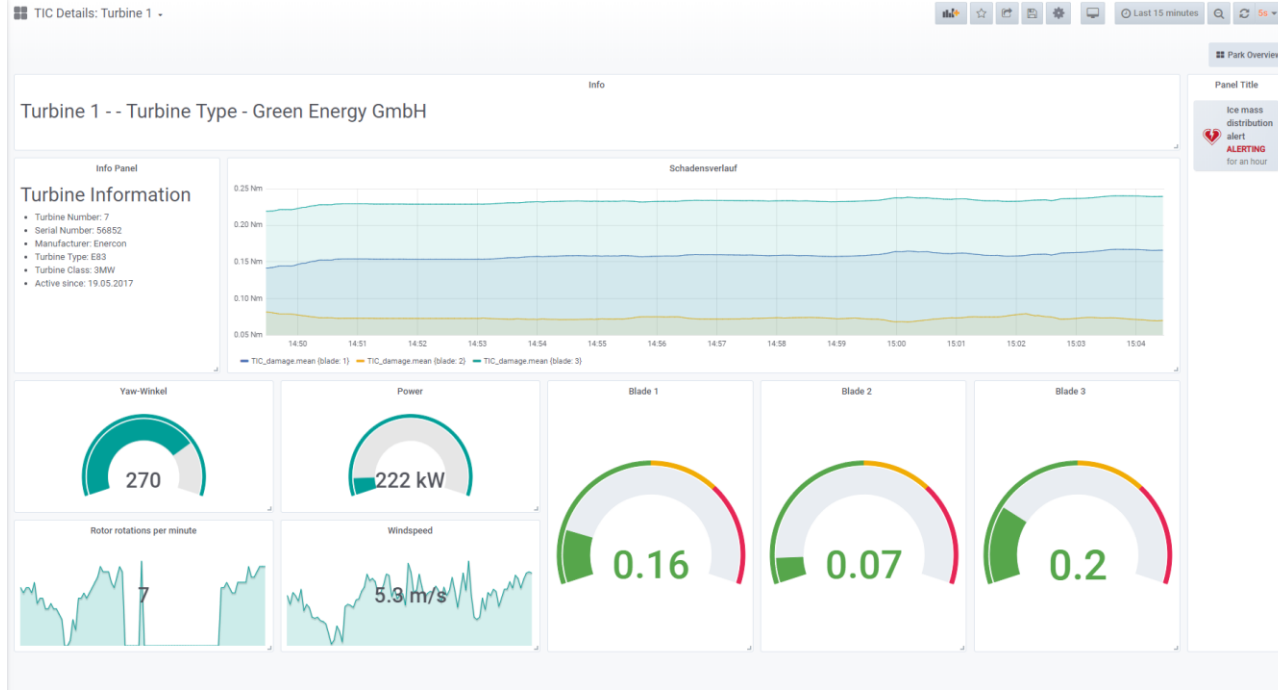 TIC Details: Turbine 1
Last 15 minutes
5s
Park Overview
Info
Turbine 1 - - Turbine Type - Green Energy GmbH
Panel Title
Ice mass
distribution
alert
ALERTING
for an hour
Info Panel
Turbine Information
Turbine Number: 7
Serial Number: 56852
Manufacturer: Enercon
Turbine Type: E83
Turbine Class: 3MW
Active since: 19.05.2017
Schadensverlauf
0.25 Nm
0.20 Nm
0.15 Nm
0.10 Nm
0.05 Nm
14:50 14:51 14:52 14:53 14:54 14:55 14:56 14:57 14:58 14:59 15:00 15:01 15:02 15:03 15:04
TIC_damage.mean {blade: 1} TIC_damage.mean {blade: 2} TIC_damage.mean {blade: 3}
Yaw-Winkel
270
Power
222 kW
Blade 1
0.16
Blade 2
0.07
Blade 3
0.2
Rotor rotations per minute
7
Windspeed
5.3 m/s